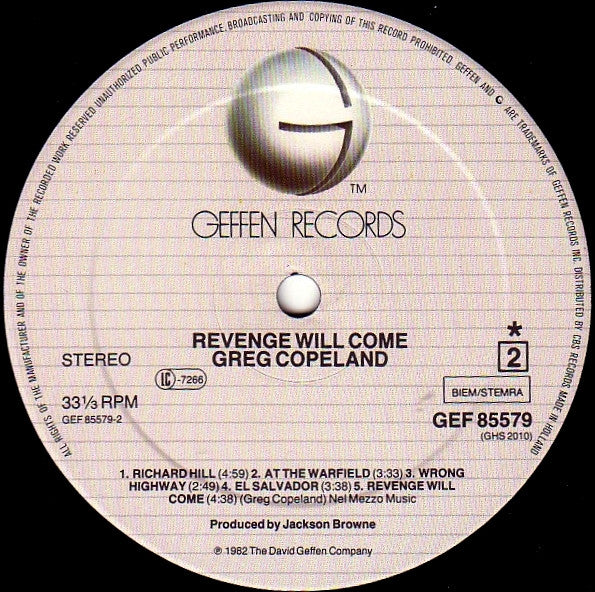 ALL RIGHTS OF THE MANUFACTURER AND OF THE OWNER OF THE RECORDED WORK RESERVED UNAUTHORIZED PUBLIC PERFORMANCE, BROADCASTING AND COPYING OF THIS RECORD PROHIBITED. GEFFEN AND G ARE TRADEMARKS OF GEFFEN RECORDS INC. DISTRIBUTED BY CBS RECORDS MADE IN HOLLAND
TM
GEFFEN RECORDS
REVENGE WILL COME
GREG COPELAND
STEREO
LC -7266
33⅓ RPM
GEF 85579-2
*
2
BIEM/STEMRA
GEF 85579
(GHS 2010)
1. RICHARD HILL (4:59) 2. AT THE WARFIELD (3:33) 3. WRONG
HIGHWAY (2:49) 4. EL SALVADOR (3:38) 5. REVENGE WILL
COME (4:38) (Greg Copeland) Nel Mezzo Music
Produced by Jackson Browne
℗ 1982 The David Geffen Company